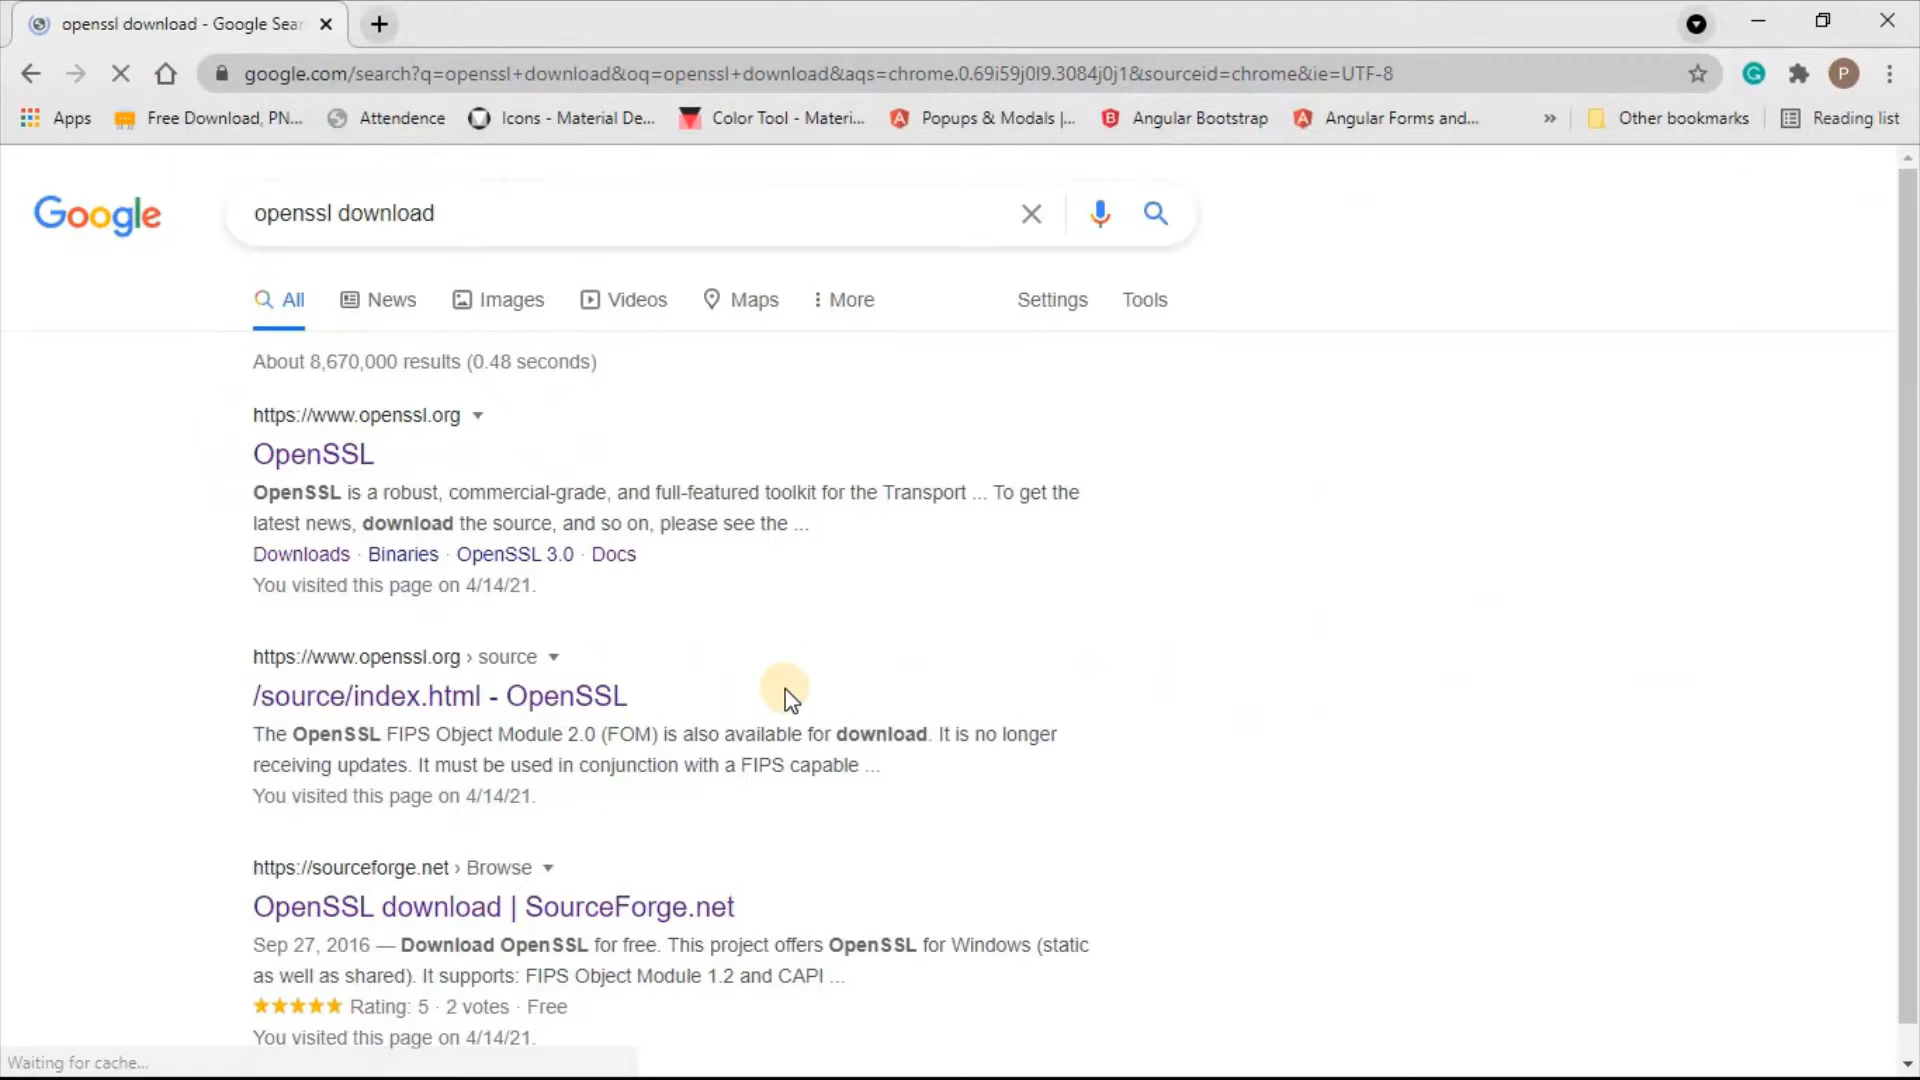 openssl download - Google Sear
google.com/search?q=openssl+download&oq=openssl+download&aqs=chrome.0.69i59j0l9.3084j0j1&sourceid=chrome&ie=UTF-8
G
P
Apps
Free Download, PN...
Attendence
Icons - Material De...
Color Tool - Materi...
Popups & Modals |...
Angular Bootstrap
Angular Forms and...
»
Other bookmarks
Reading list
Google
openssl download
All
News
Images
Videos
Maps
More
Settings
Tools
About 8,670,000 results (0.48 seconds)
https://www.openssl.org
OpenSSL
OpenSSL is a robust, commercial-grade, and full-featured toolkit for the Transport ... To get the
latest news, download the source, and so on, please see the ...
Downloads · Binaries · OpenSSL 3.0 · Docs
You visited this page on 4/14/21.
https://www.openssl.org › source
/source/index.html - OpenSSL
The OpenSSL FIPS Object Module 2.0 (FOM) is also available for download. It is no longer
receiving updates. It must be used in conjunction with a FIPS capable ...
You visited this page on 4/14/21.
https://sourceforge.net › Browse
OpenSSL download | SourceForge.net
Sep 27, 2016 — Download OpenSSL for free. This project offers OpenSSL for Windows (static
as well as shared). It supports: FIPS Object Module 1.2 and CAPI ...
★★★★★ Rating: 5 · 2 votes · Free
You visited this page on 4/14/21.
Waiting for cache...